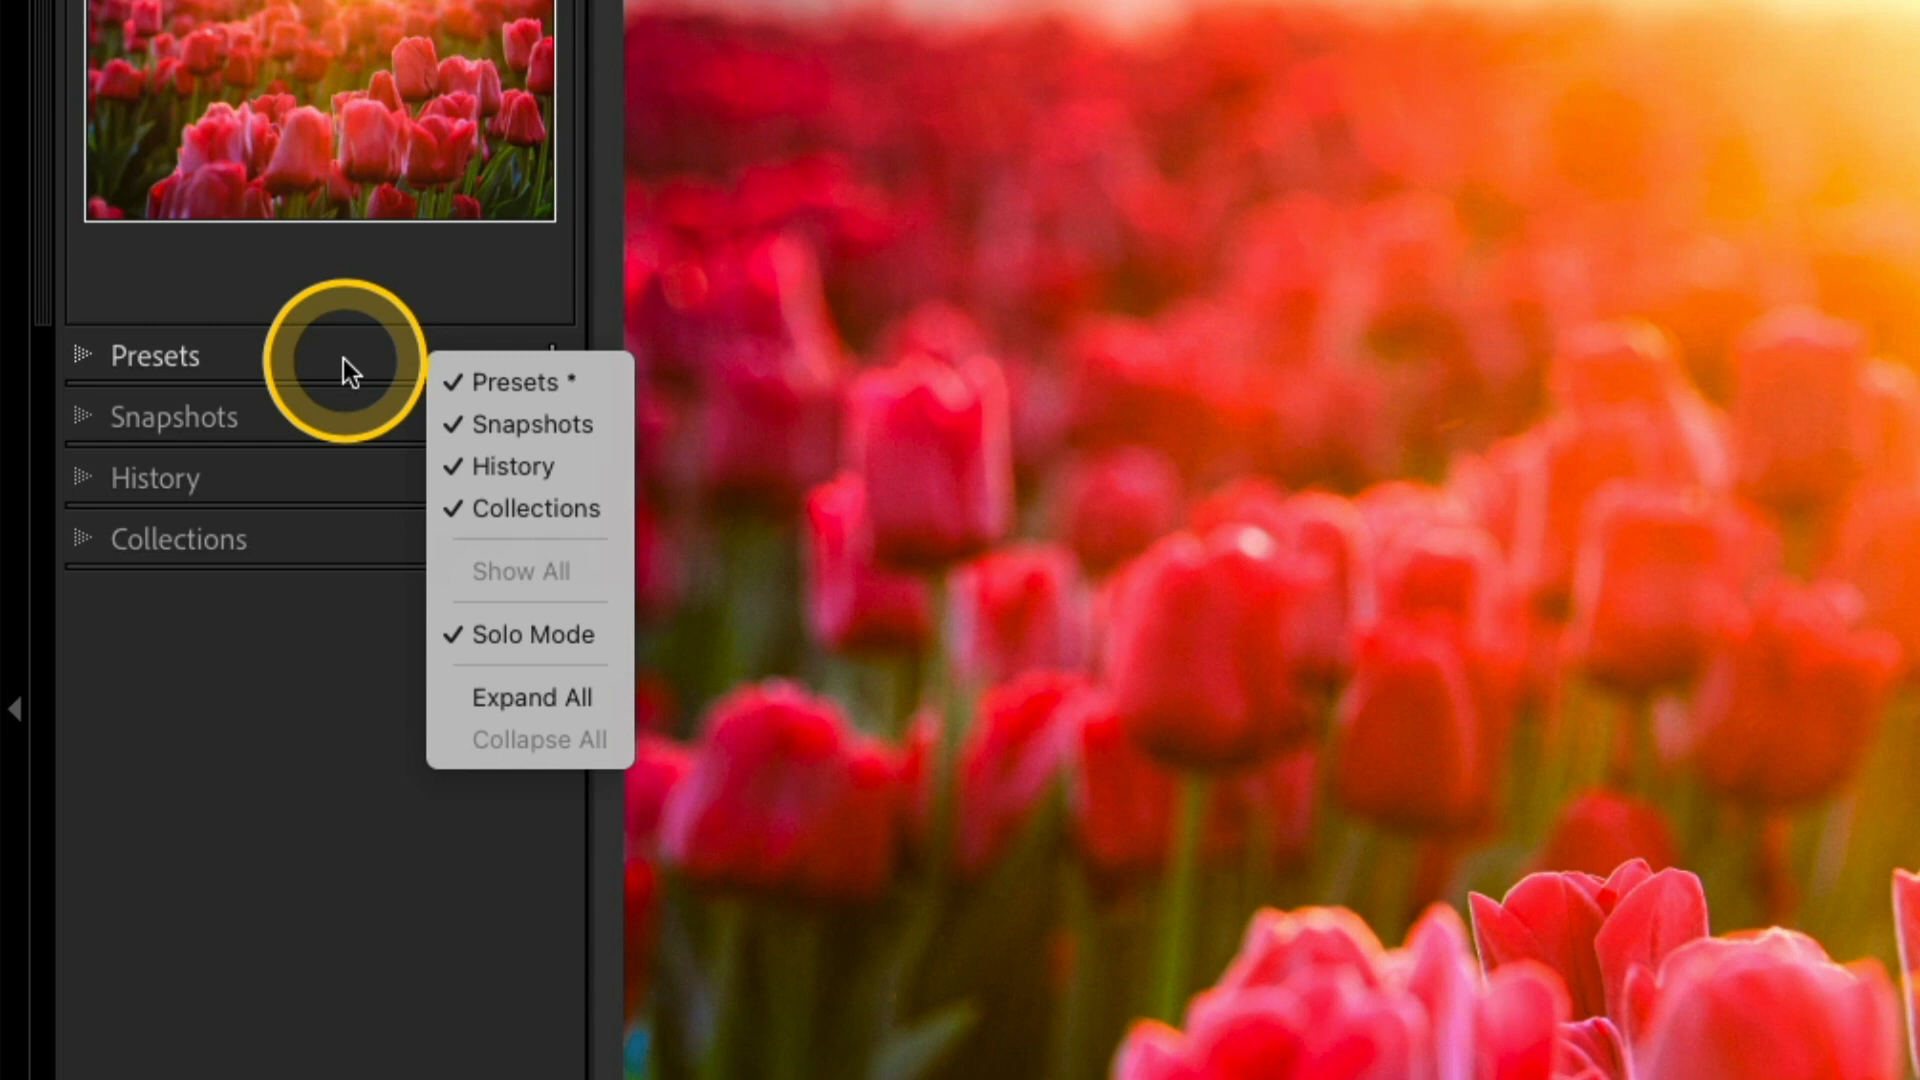 Presets
Snapshots
History
Collections
✓ Presets *
✓ Snapshots
✓ History
✓ Collections
Show All
✓ Solo Mode
Expand All
Collapse All